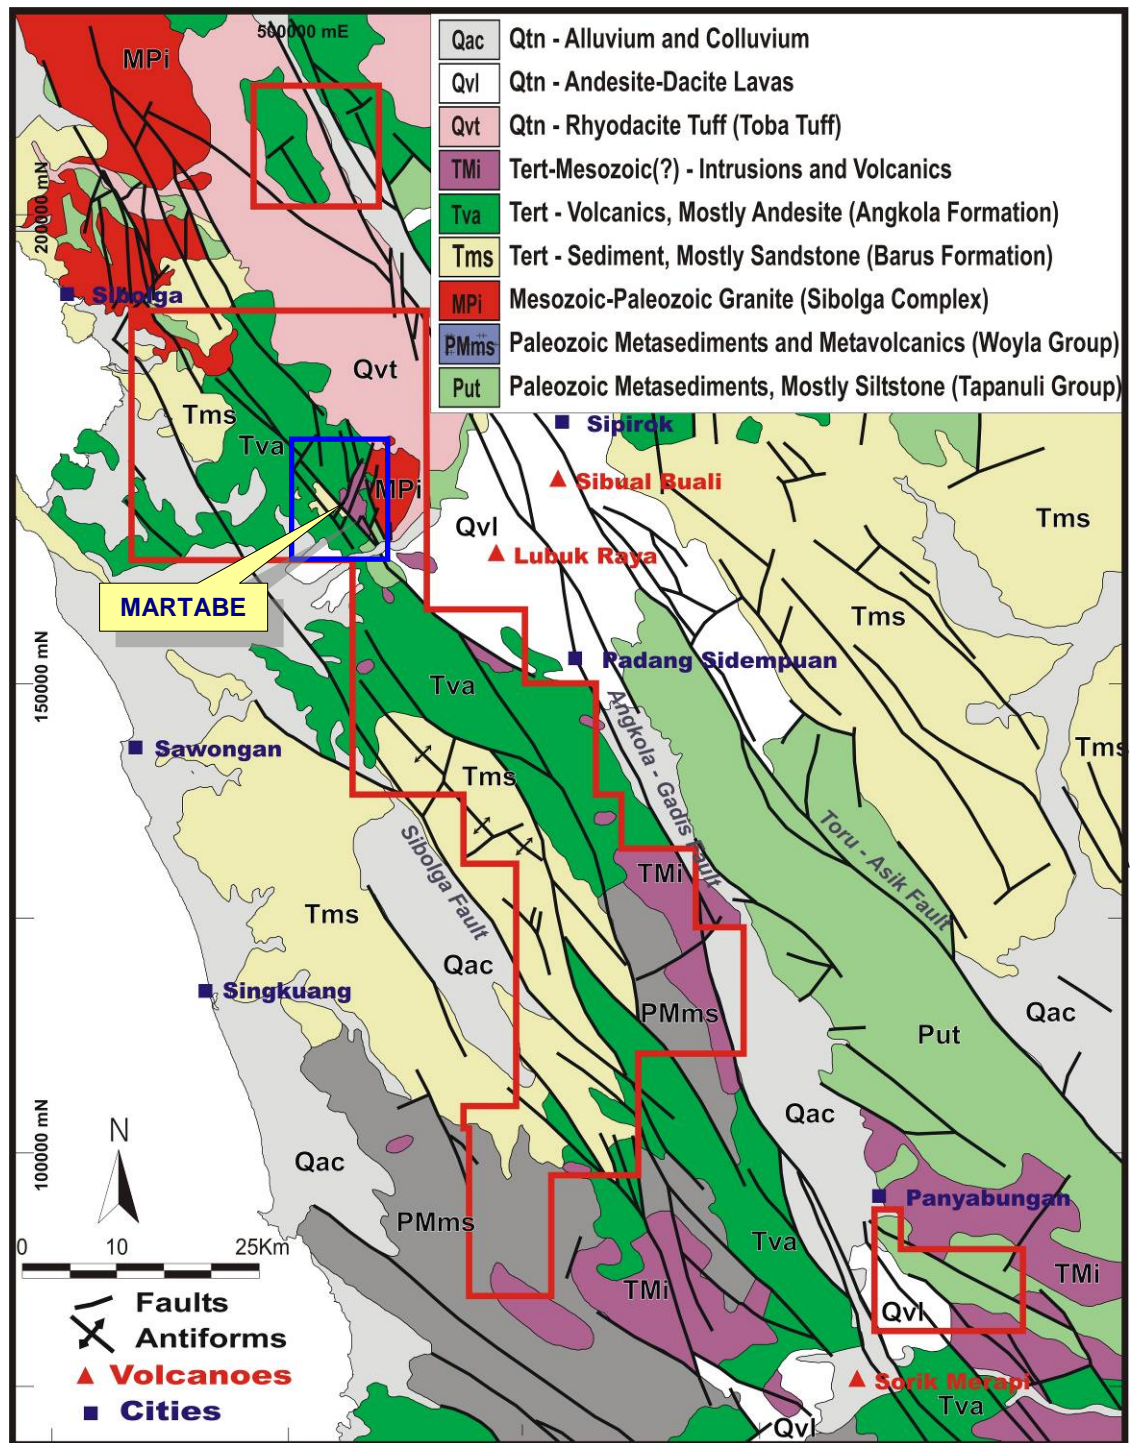 500000 mE
MPi
Qac Qtn - Alluvium and Colluvium
Qvl Qtn - Andesite-Dacite Lavas
Qvt Qtn - Rhyodacite Tuff (Toba Tuff)
TMi Tert-Mesozoic(?) - Intrusions and Volcanics
Tva Tert - Volcanics, Mostly Andesite (Angkola Formation)
Tms Tert - Sediment, Mostly Sandstone (Barus Formation)
MPi Mesozoic-Paleozoic Granite (Sibolga Complex)
PMms Paleozoic Metasediments and Metavolcanics (Woyla Group)
Put Paleozoic Metasediments, Mostly Siltstone (Tapanuli Group)
200000 mN
Sibolga
Qvt
Tms
Tva
Sipirok
MPi
Sibual Buali
Qvl
Tms
Lubuk Raya
MARTABE
Tms
150000 mN
Padang Sidempuan
Tva
Angkola - Gadis Fault
Sawongan
Tms
Tms
Sibolga Fault
Toru - Asik Fault
TMi
Tms
Qac
Singkuang
PMms
Qac
Put
Qac
N
100000 mN
Qac
Panyabungan
PMms
Tva
0 10 25Km
TMi
TMi
Qvl
Faults
Antiforms
Volcanoes
Sorik Merapi
Cities
Tva
Qvl